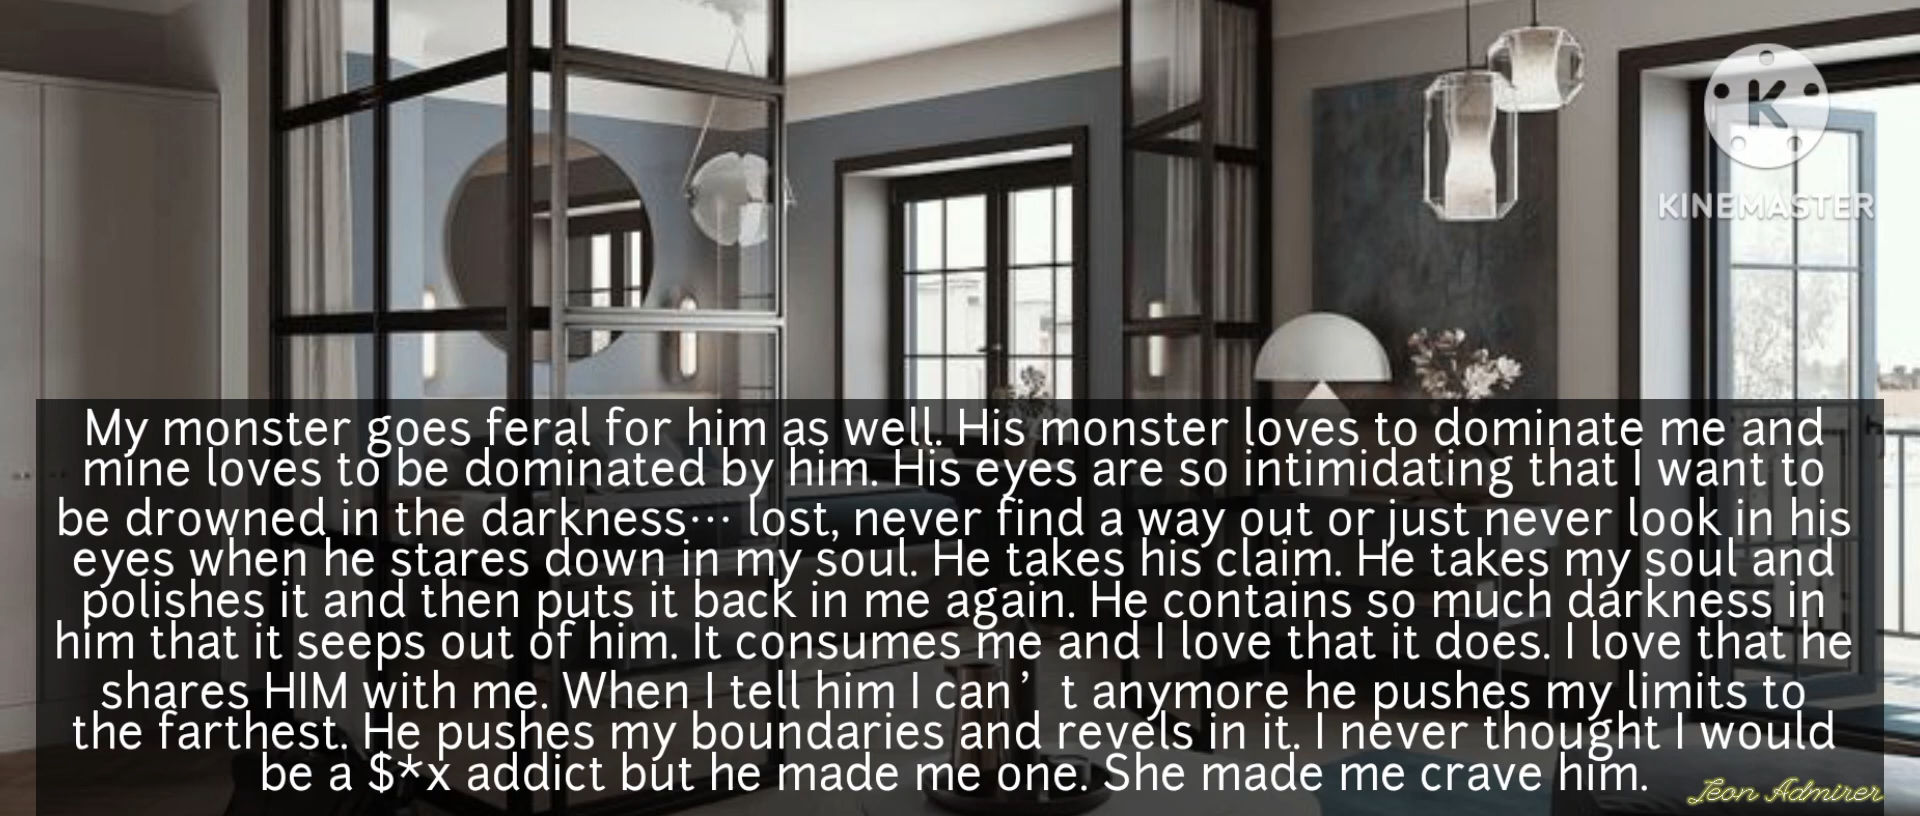 KINEMASTER
My monster goes feral for him as well. His monster loves to dominate me and
mine loves to be dominated by him. His eyes are so intimidating that I want to
be drowned in the darkness··· lost, never find a way out or just never look in his
eyes when he stares down in my soul. He takes his claim. He takes my soul and
polishes it and then puts it back in me again. He contains so much darkness in
him that it seeps out of him. It consumes me and I love that it does. I love that he
shares HIM with me. When I tell him I can’t anymore he pushes my limits to
the farthest. He pushes my boundaries and revels in it. I never thought I would
be a $*x addict but he made me one. She made me crave him.
Leon Admirer